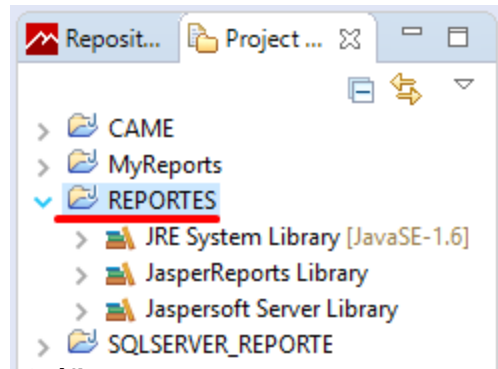 Reposit... Project ...
CAME
MyReports
REPORTES
JRE System Library [JavaSE-1.6]
JasperReports Library
Jaspersoft Server Library
SQLSERVER_REPORTE